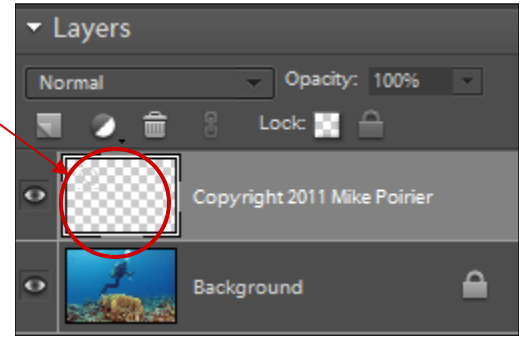 Layers
Normal Opacity: 100%
Lock:
Copyright 2011 Mike Poirier
Background